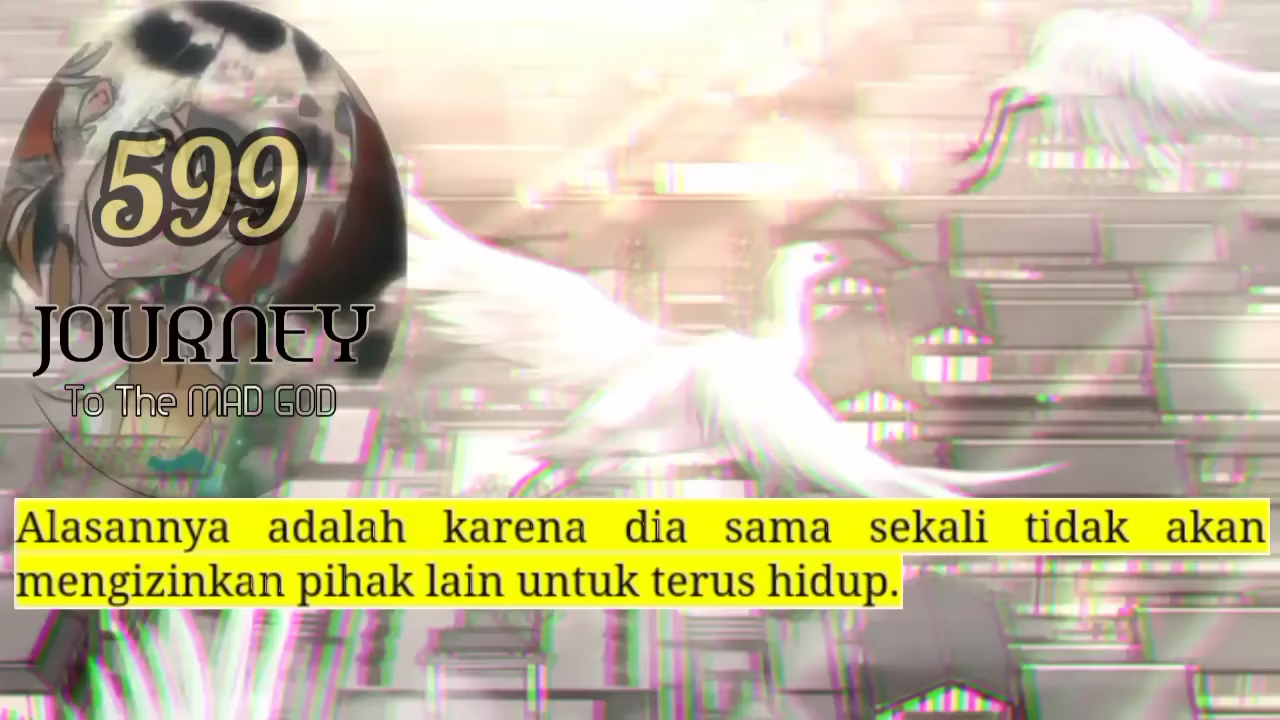 599
JOURNEY
To The MAD GOD
Alasannya adalah karena dia sama sekali tidak akan
mengizinkan pihak lain untuk terus hidup.